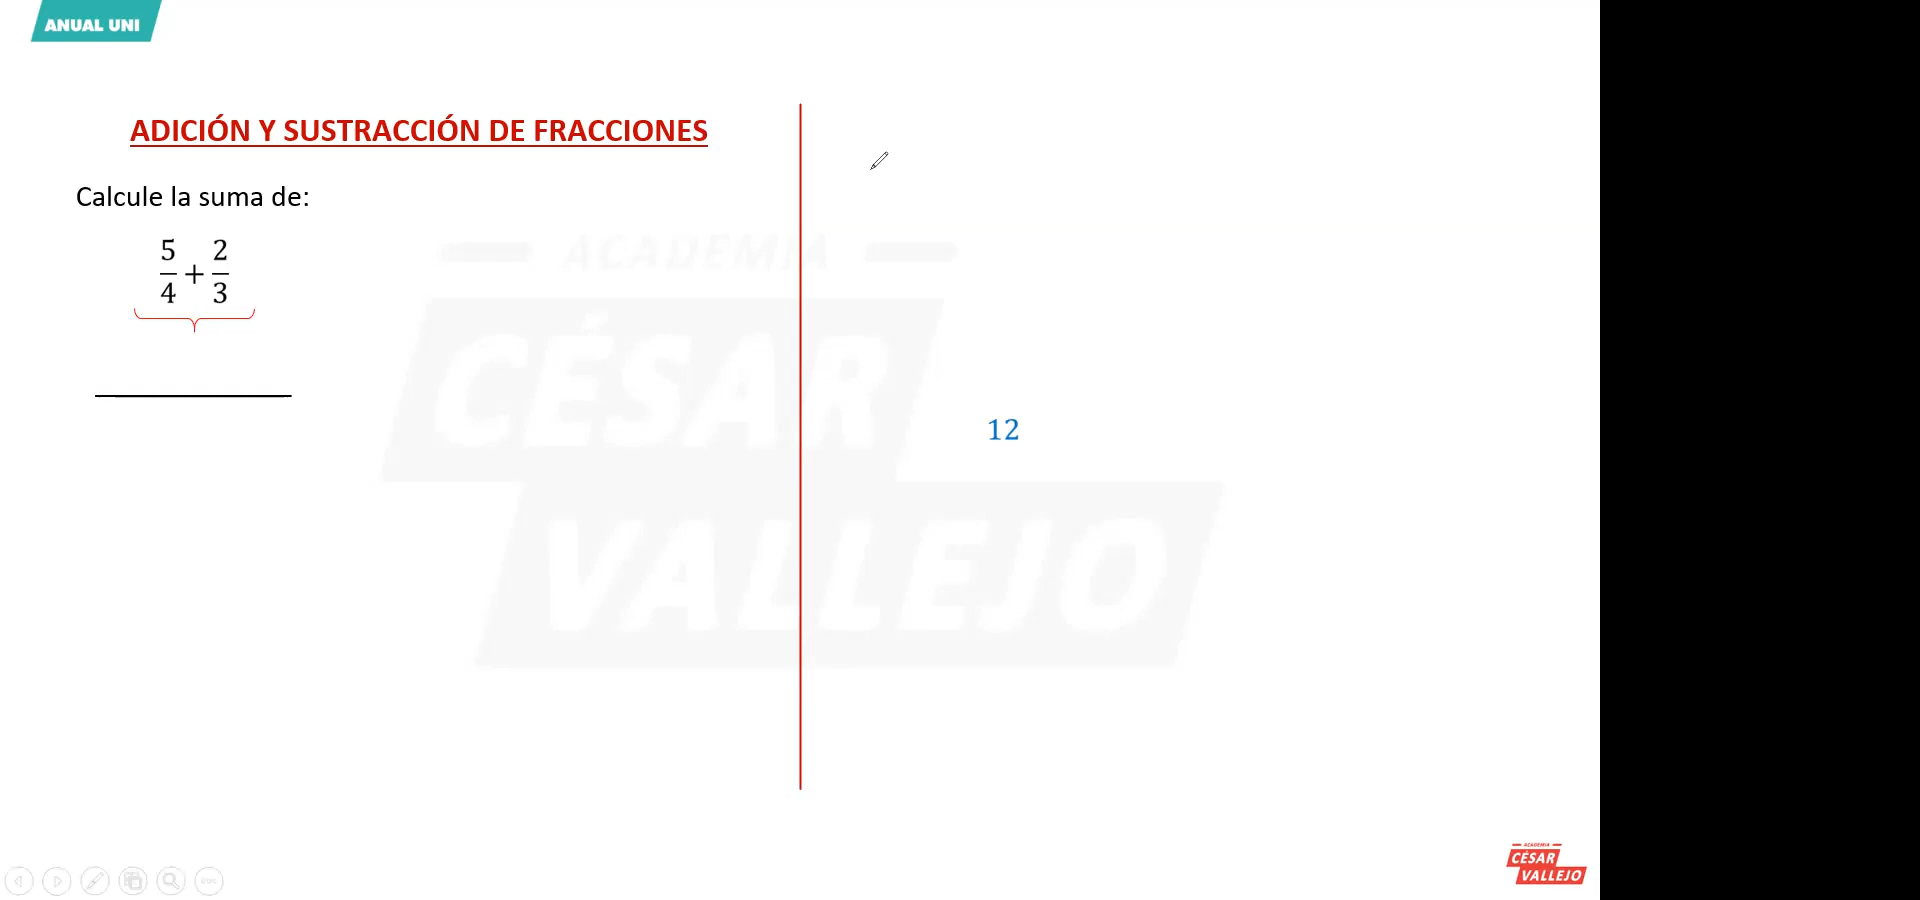 ANUAL UNI
ADICIÓN Y SUSTRACCIÓN DE FRACCIONES
Calcule la suma de:
5/4 + 2/3
12
ACADEMIA
CÉSAR
VALLEJO
ACADEMIA
CÉSAR
VALLEJO